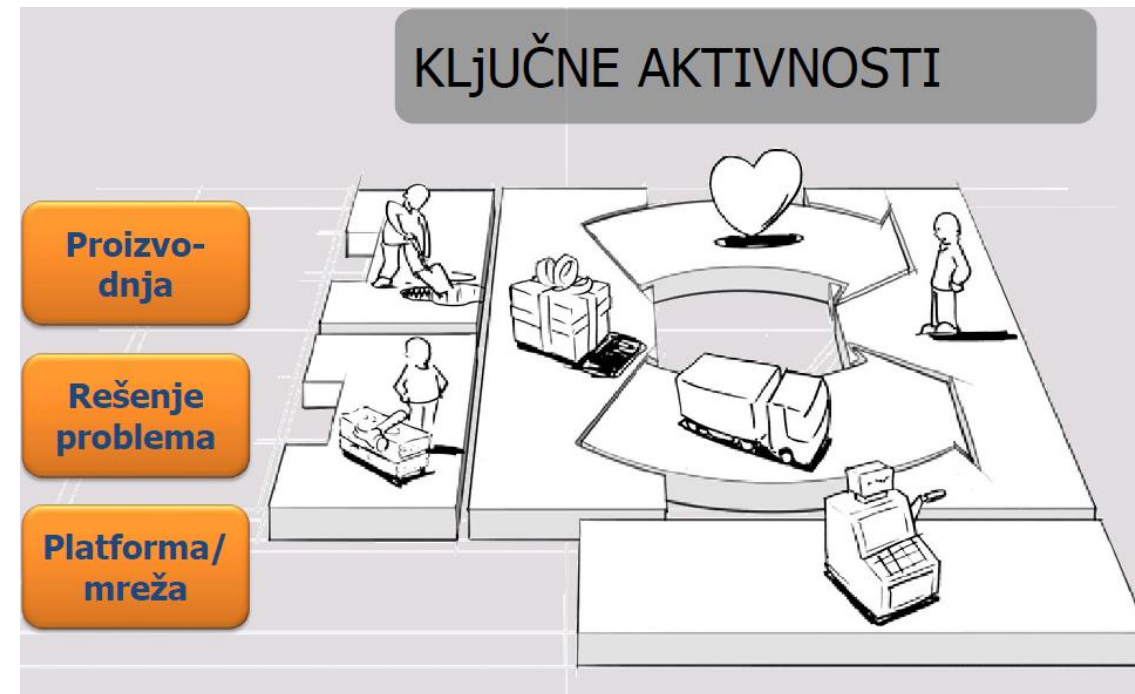 KLjUČNE AKTIVNOSTI
Proizvo-
dnja
Rešenje
problema
Platforma/
mreža